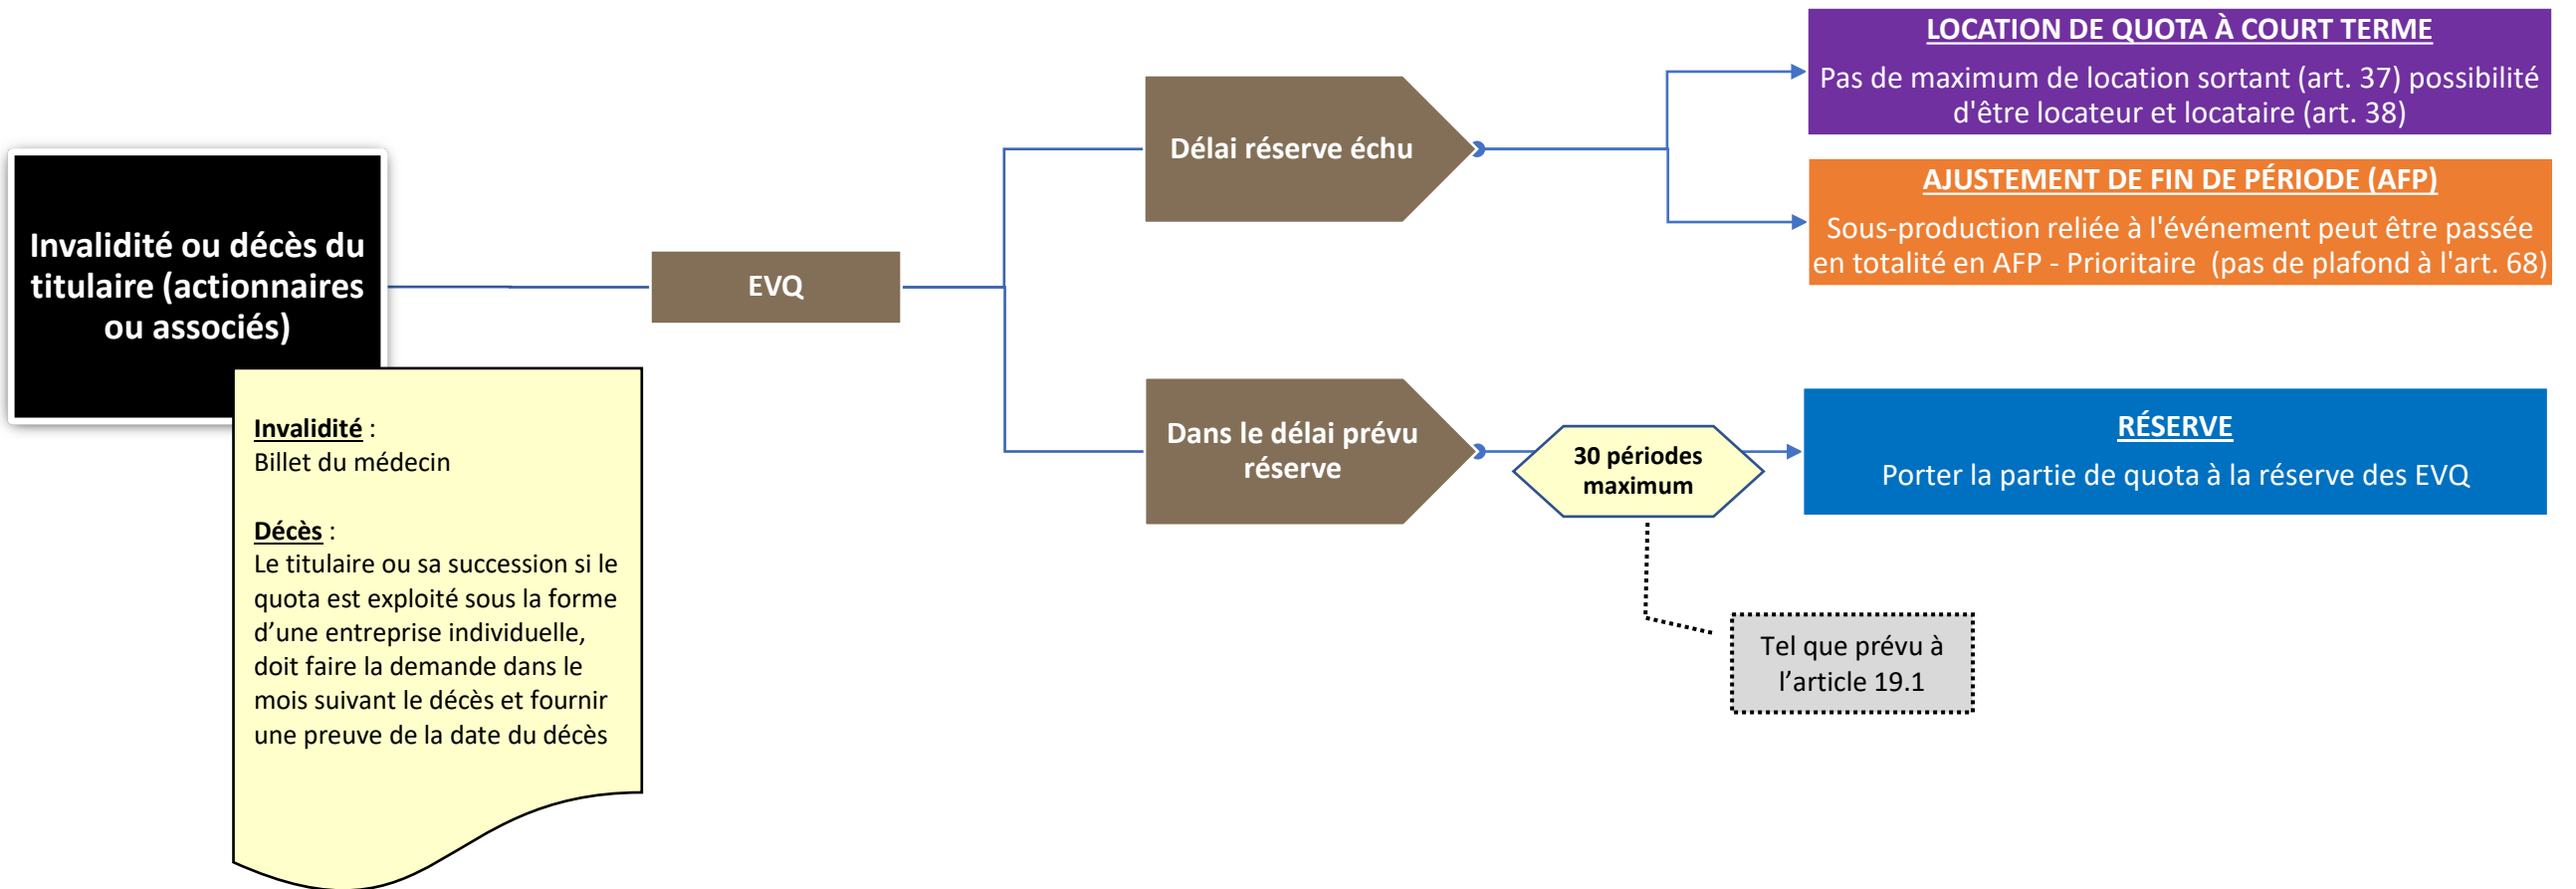 Invalidité ou décès du
titulaire (actionnaires
ou associés)
Invalidité :
Billet du médecin
Décès :
Le titulaire ou sa succession si le
quota est exploité sous la forme
d’une entreprise individuelle,
doit faire la demande dans le
mois suivant le décès et fournir
une preuve de la date du décès
EVQ
Délai réserve échu
LOCATION DE QUOTA À COURT TERME
Pas de maximum de location sortant (art. 37) possibilité
d'être locateur et locataire (art. 38)
AJUSTEMENT DE FIN DE PÉRIODE (AFP)
Sous-production reliée à l'événement peut être passée
en totalité en AFP - Prioritaire (pas de plafond à l'art. 68)
Dans le délai prévu
réserve
30 périodes
maximum
RÉSERVE
Porter la partie de quota à la réserve des EVQ
Tel que prévu à
l’article 19.1